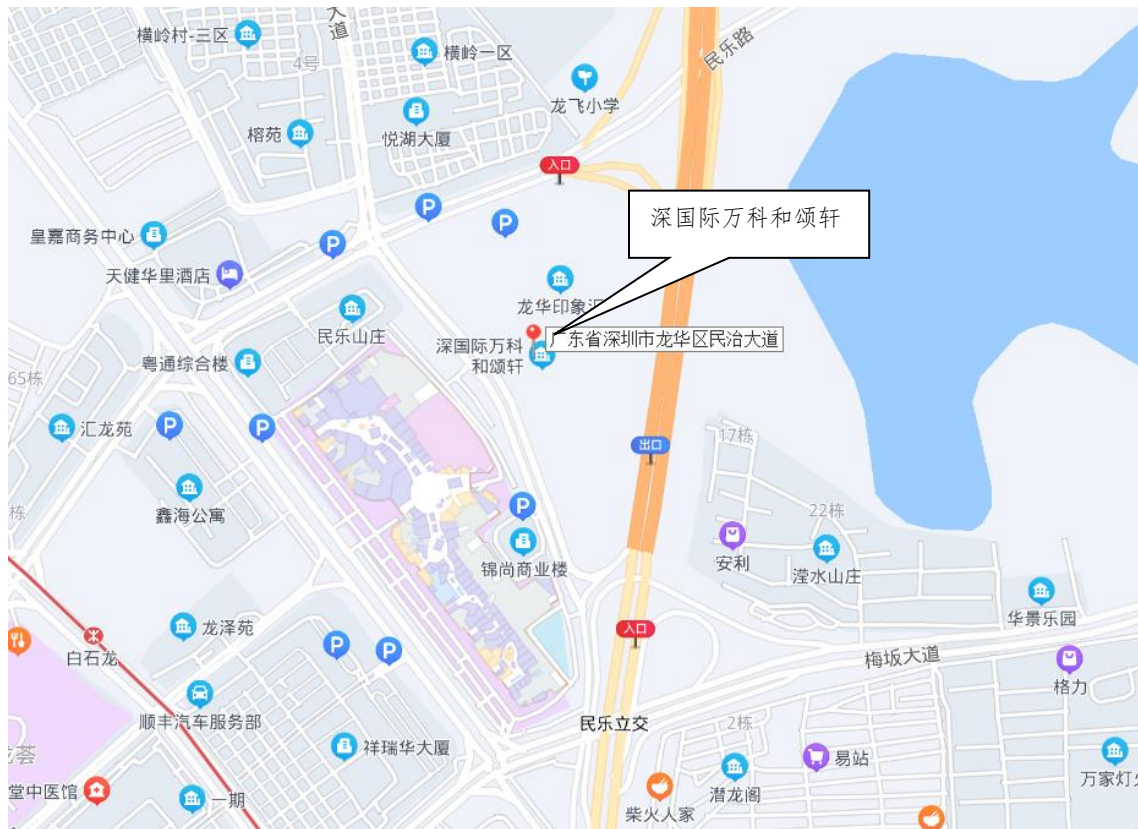 大道
横岭村-三区
横岭一区
4号
民乐路
龙飞小学
榕苑
悦湖大厦
入口
P
P
深国际万科和颂轩
皇嘉商务中心
P
天健华里酒店
龙华印象汇
民乐山庄
广东省深圳市龙华区民治大道
深国际万科
和颂轩
粤通综合楼
65栋
汇龙苑
P
P
17栋
出口
鑫海公寓
栋
P
22栋
安利
滢水山庄
锦尚商业楼
华景乐园
龙泽苑
入口
白石龙
P
P
梅坂大道
格力
顺丰汽车服务部
民乐立交
2栋
祥瑞华大厦
荟
易站
堂中医馆
一期
潜龙阁
万家灯火
柴火人家